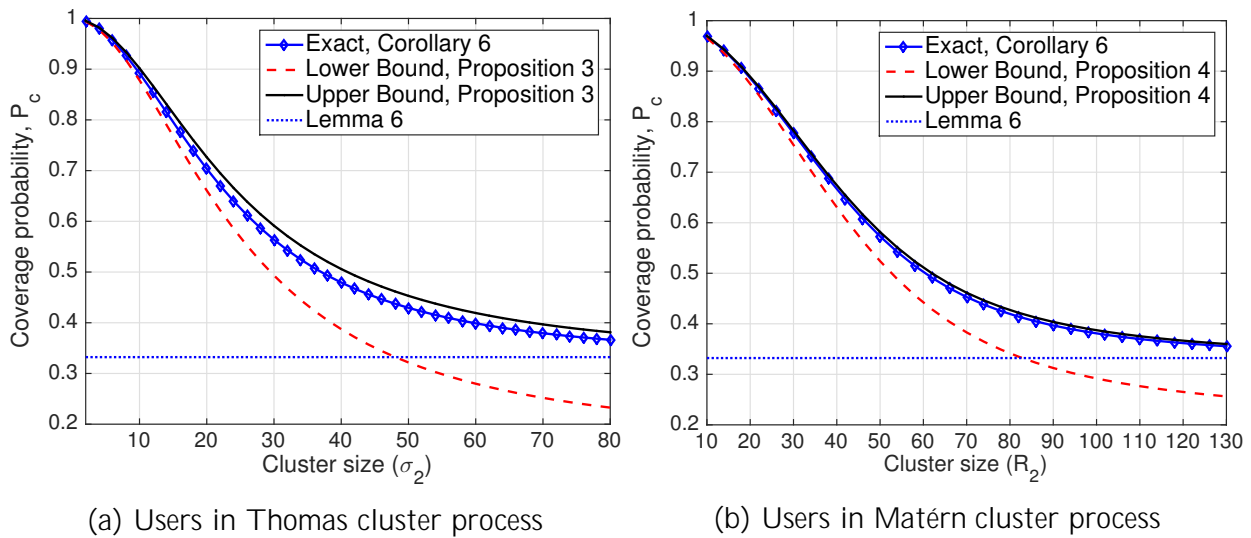 1
0.9
0.8
0.7
0.6
0.5
0.4
0.3
0.2
Coverage probability, P_c
Exact, Corollary 6
Lower Bound, Proposition 3
Upper Bound, Proposition 3
Lemma 6
10 20 30 40 50 60 70 80
Cluster size (σ₂)
(a) Users in Thomas cluster process
1
0.9
0.8
0.7
0.6
0.5
0.4
0.3
0.2
Coverage probability, P_c
Exact, Corollary 6
Lower Bound, Proposition 4
Upper Bound, Proposition 4
Lemma 6
10 20 30 40 50 60 70 80 90 100 110 120 130
Cluster size (R₂)
(b) Users in Matérn cluster process